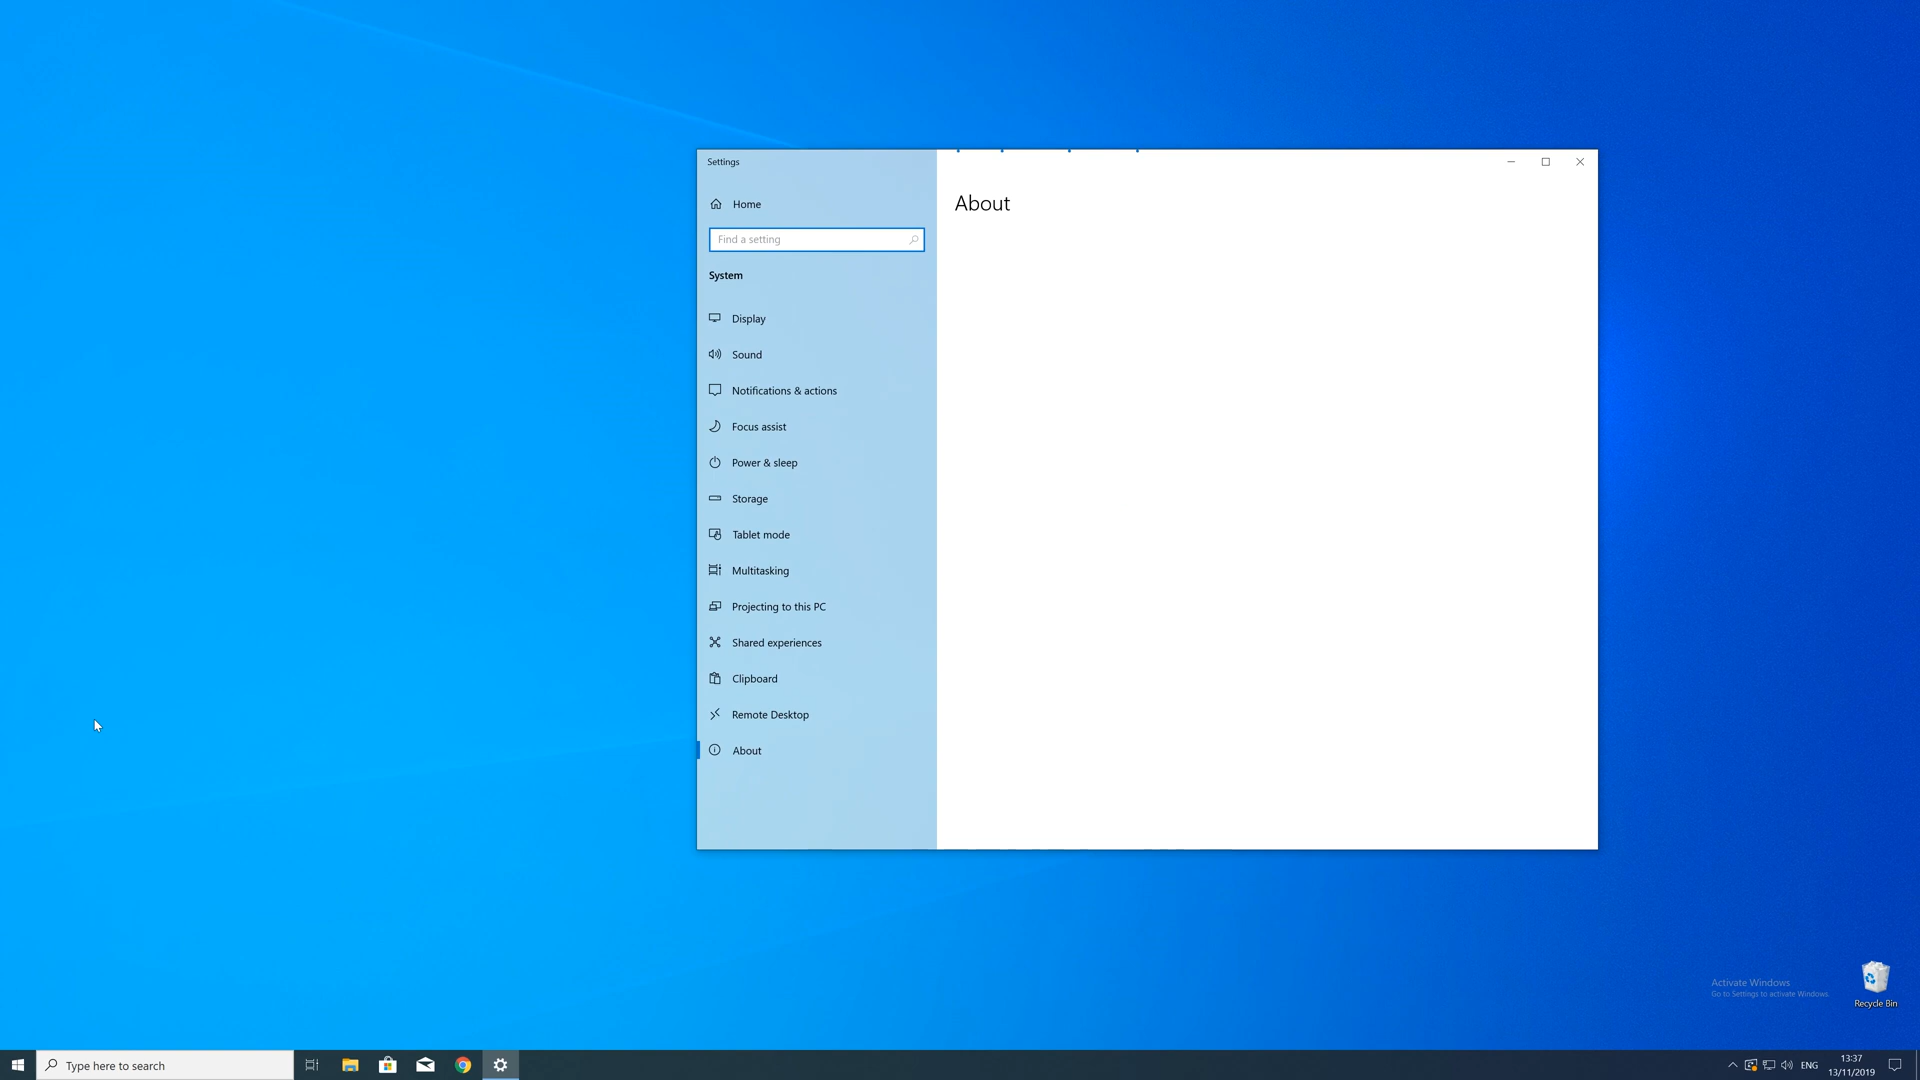 Settings
Home
Find a setting
System
Display
Sound
Notifications & actions
Focus assist
Power & sleep
Storage
Tablet mode
Multitasking
Projecting to this PC
Shared experiences
Clipboard
Remote Desktop
About
About
Activate Windows
Go to Settings to activate Windows.
Recycle Bin
Type here to search
ENG
13:37
13/11/2019